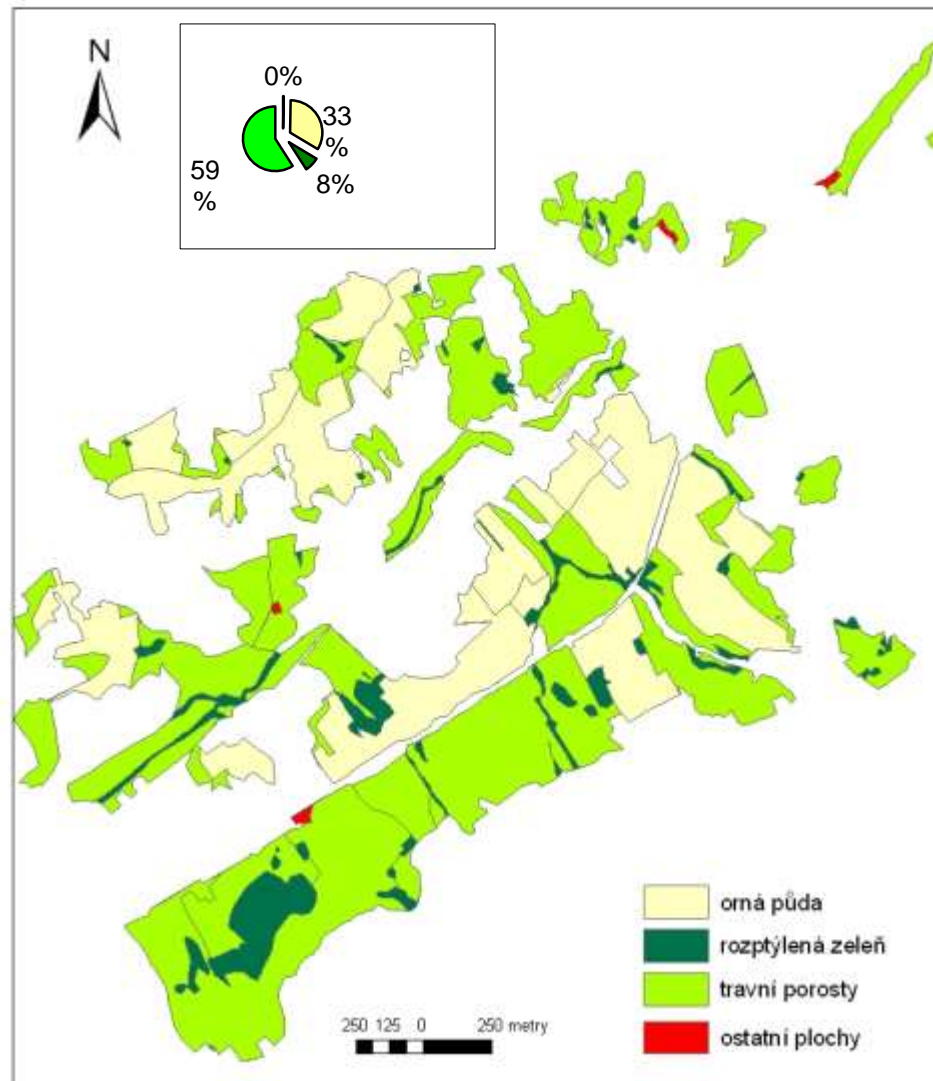 N
0%
33
%
8%
59
%
orná půda
rozptýlená zeleň
travní porosty
ostatní plochy
250 125 0 250 metry